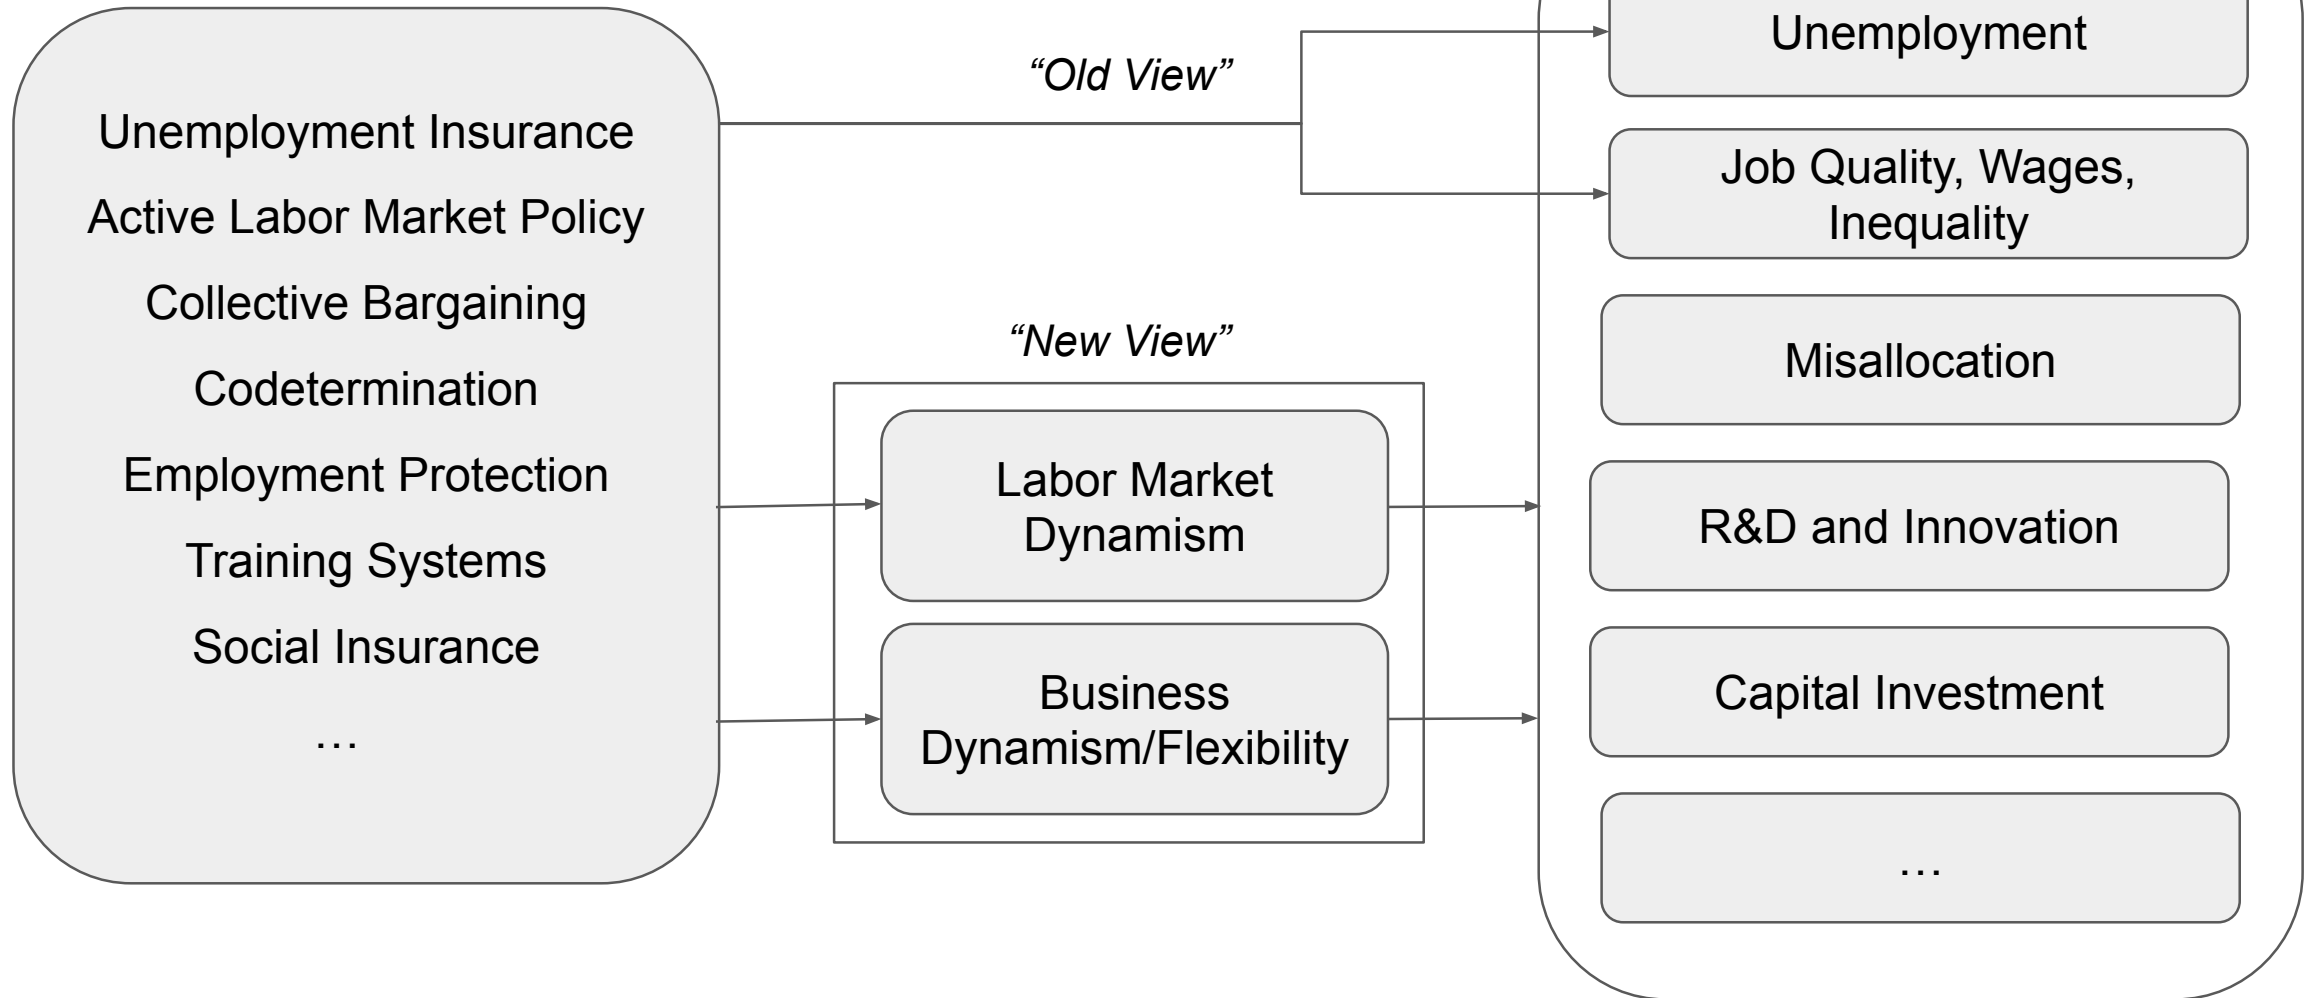 Unemployment Insurance
Active Labor Market Policy
Collective Bargaining
Codetermination
Employment Protection
Training Systems
Social Insurance
…
“Old View”
“New View”
Labor Market
Dynamism
Business
Dynamism/Flexibility
Unemployment
Job Quality, Wages,
Inequality
Misallocation
R&D and Innovation
Capital Investment
…